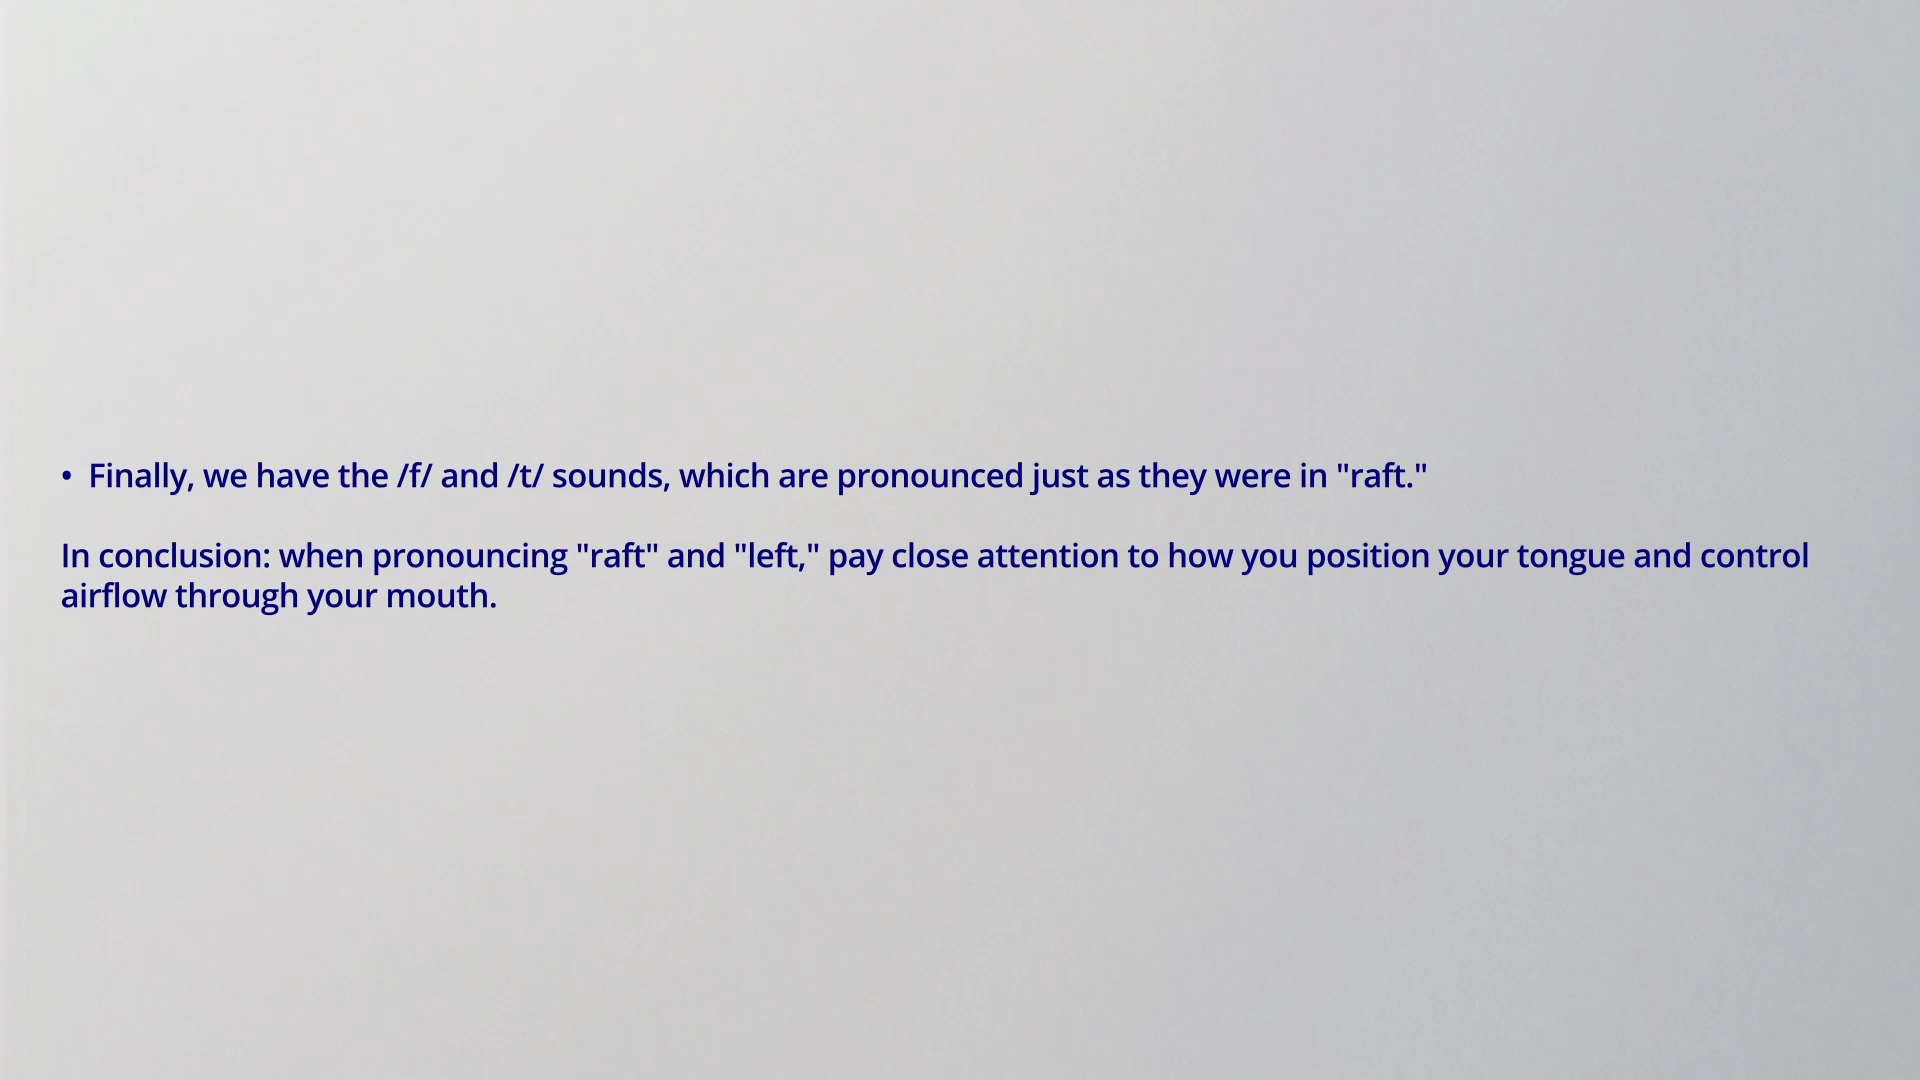 • Finally, we have the /f/ and /t/ sounds, which are pronounced just as they were in "raft."
In conclusion: when pronouncing "raft" and "left," pay close attention to how you position your tongue and control
airflow through your mouth.